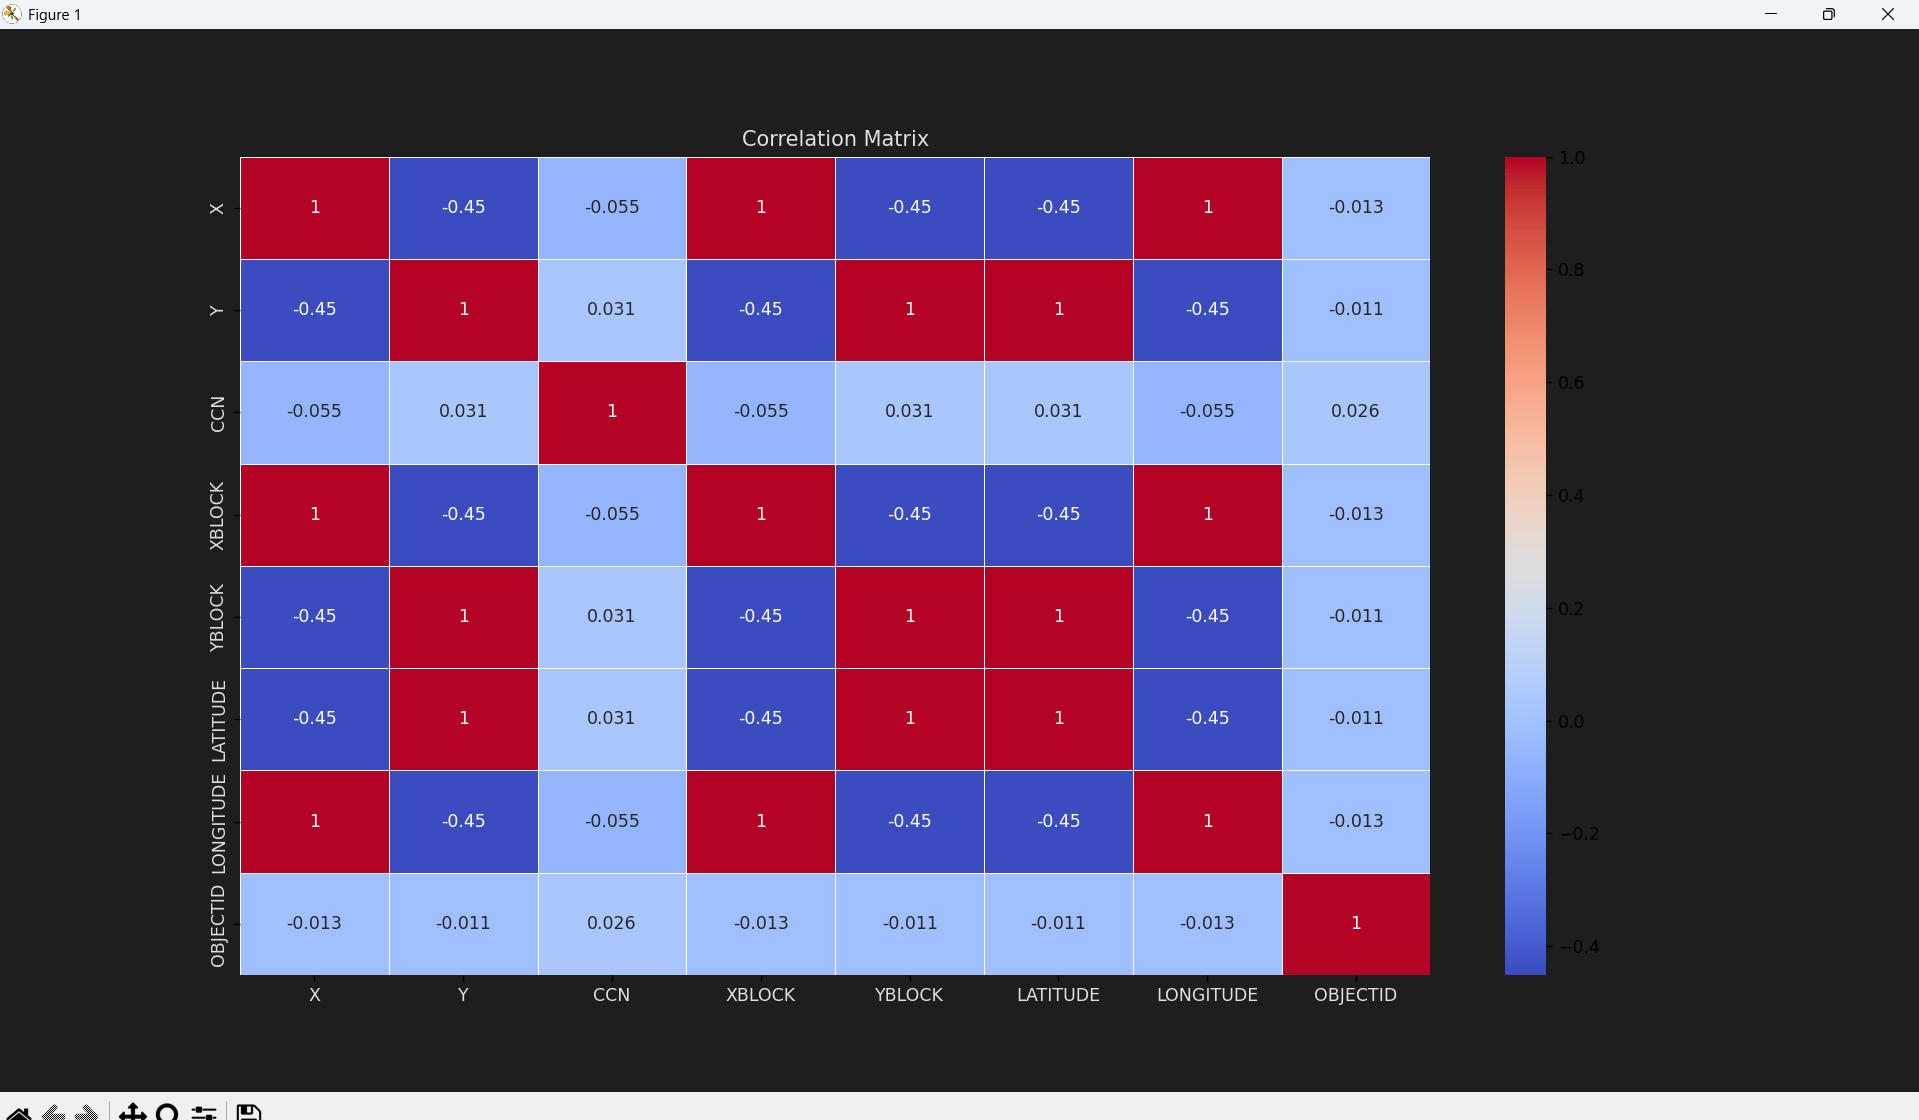 Figure 1
Correlation Matrix
X 1 -0.45 -0.055 1 -0.45 -0.45 1 -0.013
Y -0.45 1 0.031 -0.45 1 1 -0.45 -0.011
CCN -0.055 0.031 1 -0.055 0.031 0.031 -0.055 0.026
XBLOCK 1 -0.45 -0.055 1 -0.45 -0.45 1 -0.013
YBLOCK -0.45 1 0.031 -0.45 1 1 -0.45 -0.011
LATITUDE -0.45 1 0.031 -0.45 1 1 -0.45 -0.011
LONGITUDE 1 -0.45 -0.055 1 -0.45 -0.45 1 -0.013
OBJECTID -0.013 -0.011 0.026 -0.013 -0.011 -0.011 -0.013 1
X Y CCN XBLOCK YBLOCK LATITUDE LONGITUDE OBJECTID
1.0
0.8
0.6
0.4
0.2
0.0
−0.2
−0.4